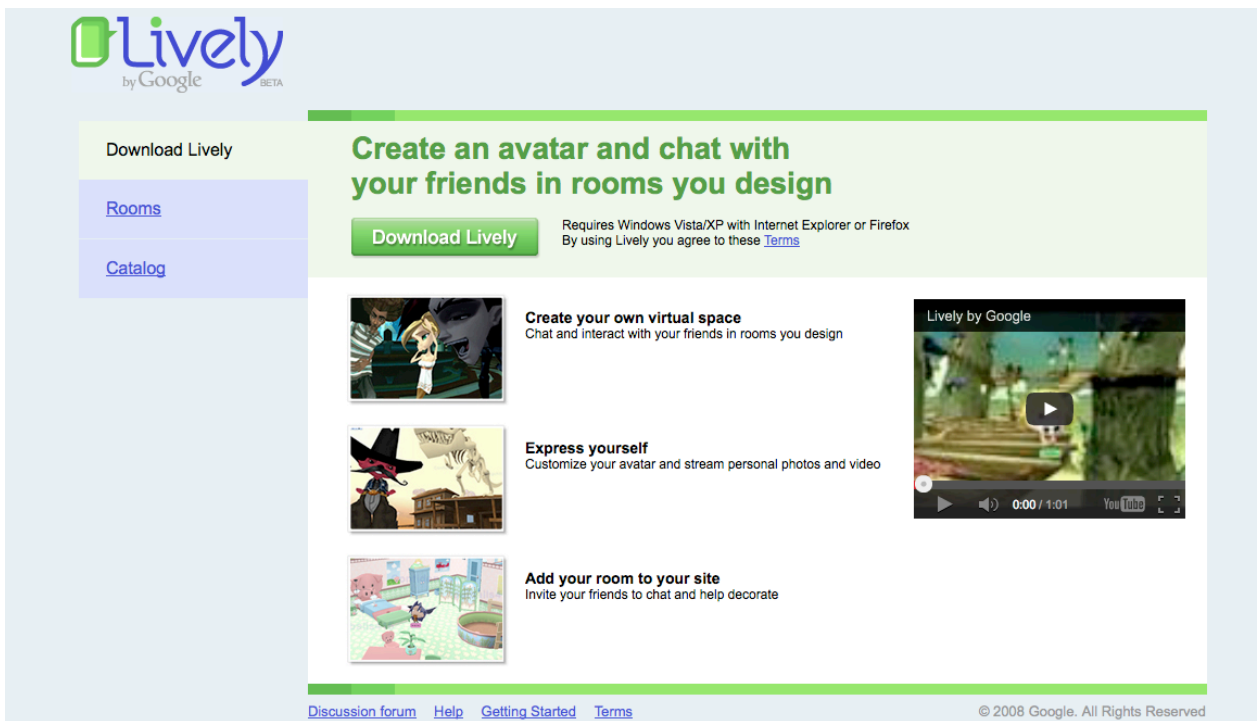 Lively
by Google BETA
Download Lively
Rooms
Catalog
Create an avatar and chat with
your friends in rooms you design
Download Lively
Requires Windows Vista/XP with Internet Explorer or Firefox
By using Lively you agree to these Terms
Create your own virtual space
Chat and interact with your friends in rooms you design
Express yourself
Customize your avatar and stream personal photos and video
Add your room to your site
Invite your friends to chat and help decorate
Lively by Google
0:00 / 1:01 YouTube
Discussion forum Help Getting Started Terms
© 2008 Google. All Rights Reserved